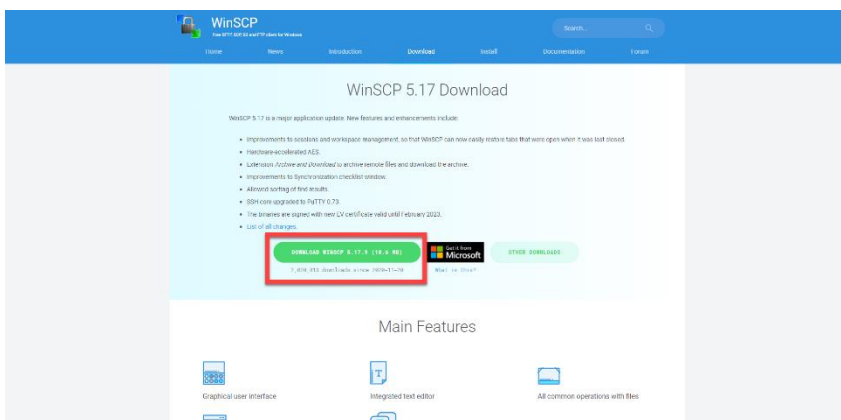 WinSCP
Free SFTP, SCP, S3 and FTP client for Windows
Search...
Home News Introduction Download Install Documentation Forum
WinSCP 5.17 Download
WinSCP 5.17 is a major application update. New features and enhancements include:
Improvements to sessions and workspace management, so that WinSCP can now easily restore tabs that were open when it was last closed.
Hardware-accelerated AES.
Extension Archive and Download to archive remote files and download the archive.
Improvements to Synchronization checklist window.
Allowed sorting of find results.
SSH core upgraded to PuTTY 0.73.
The binaries are signed with new EV certificate valid until February 2023.
List of all changes.
DOWNLOAD WINSCP 5.17.9 (10.6 MB)
Get it from
Microsoft
OTHER DOWNLOADS
downloads since 2020-11-20
What is this?
Main Features
Graphical user interface
Integrated text editor
All common operations with files